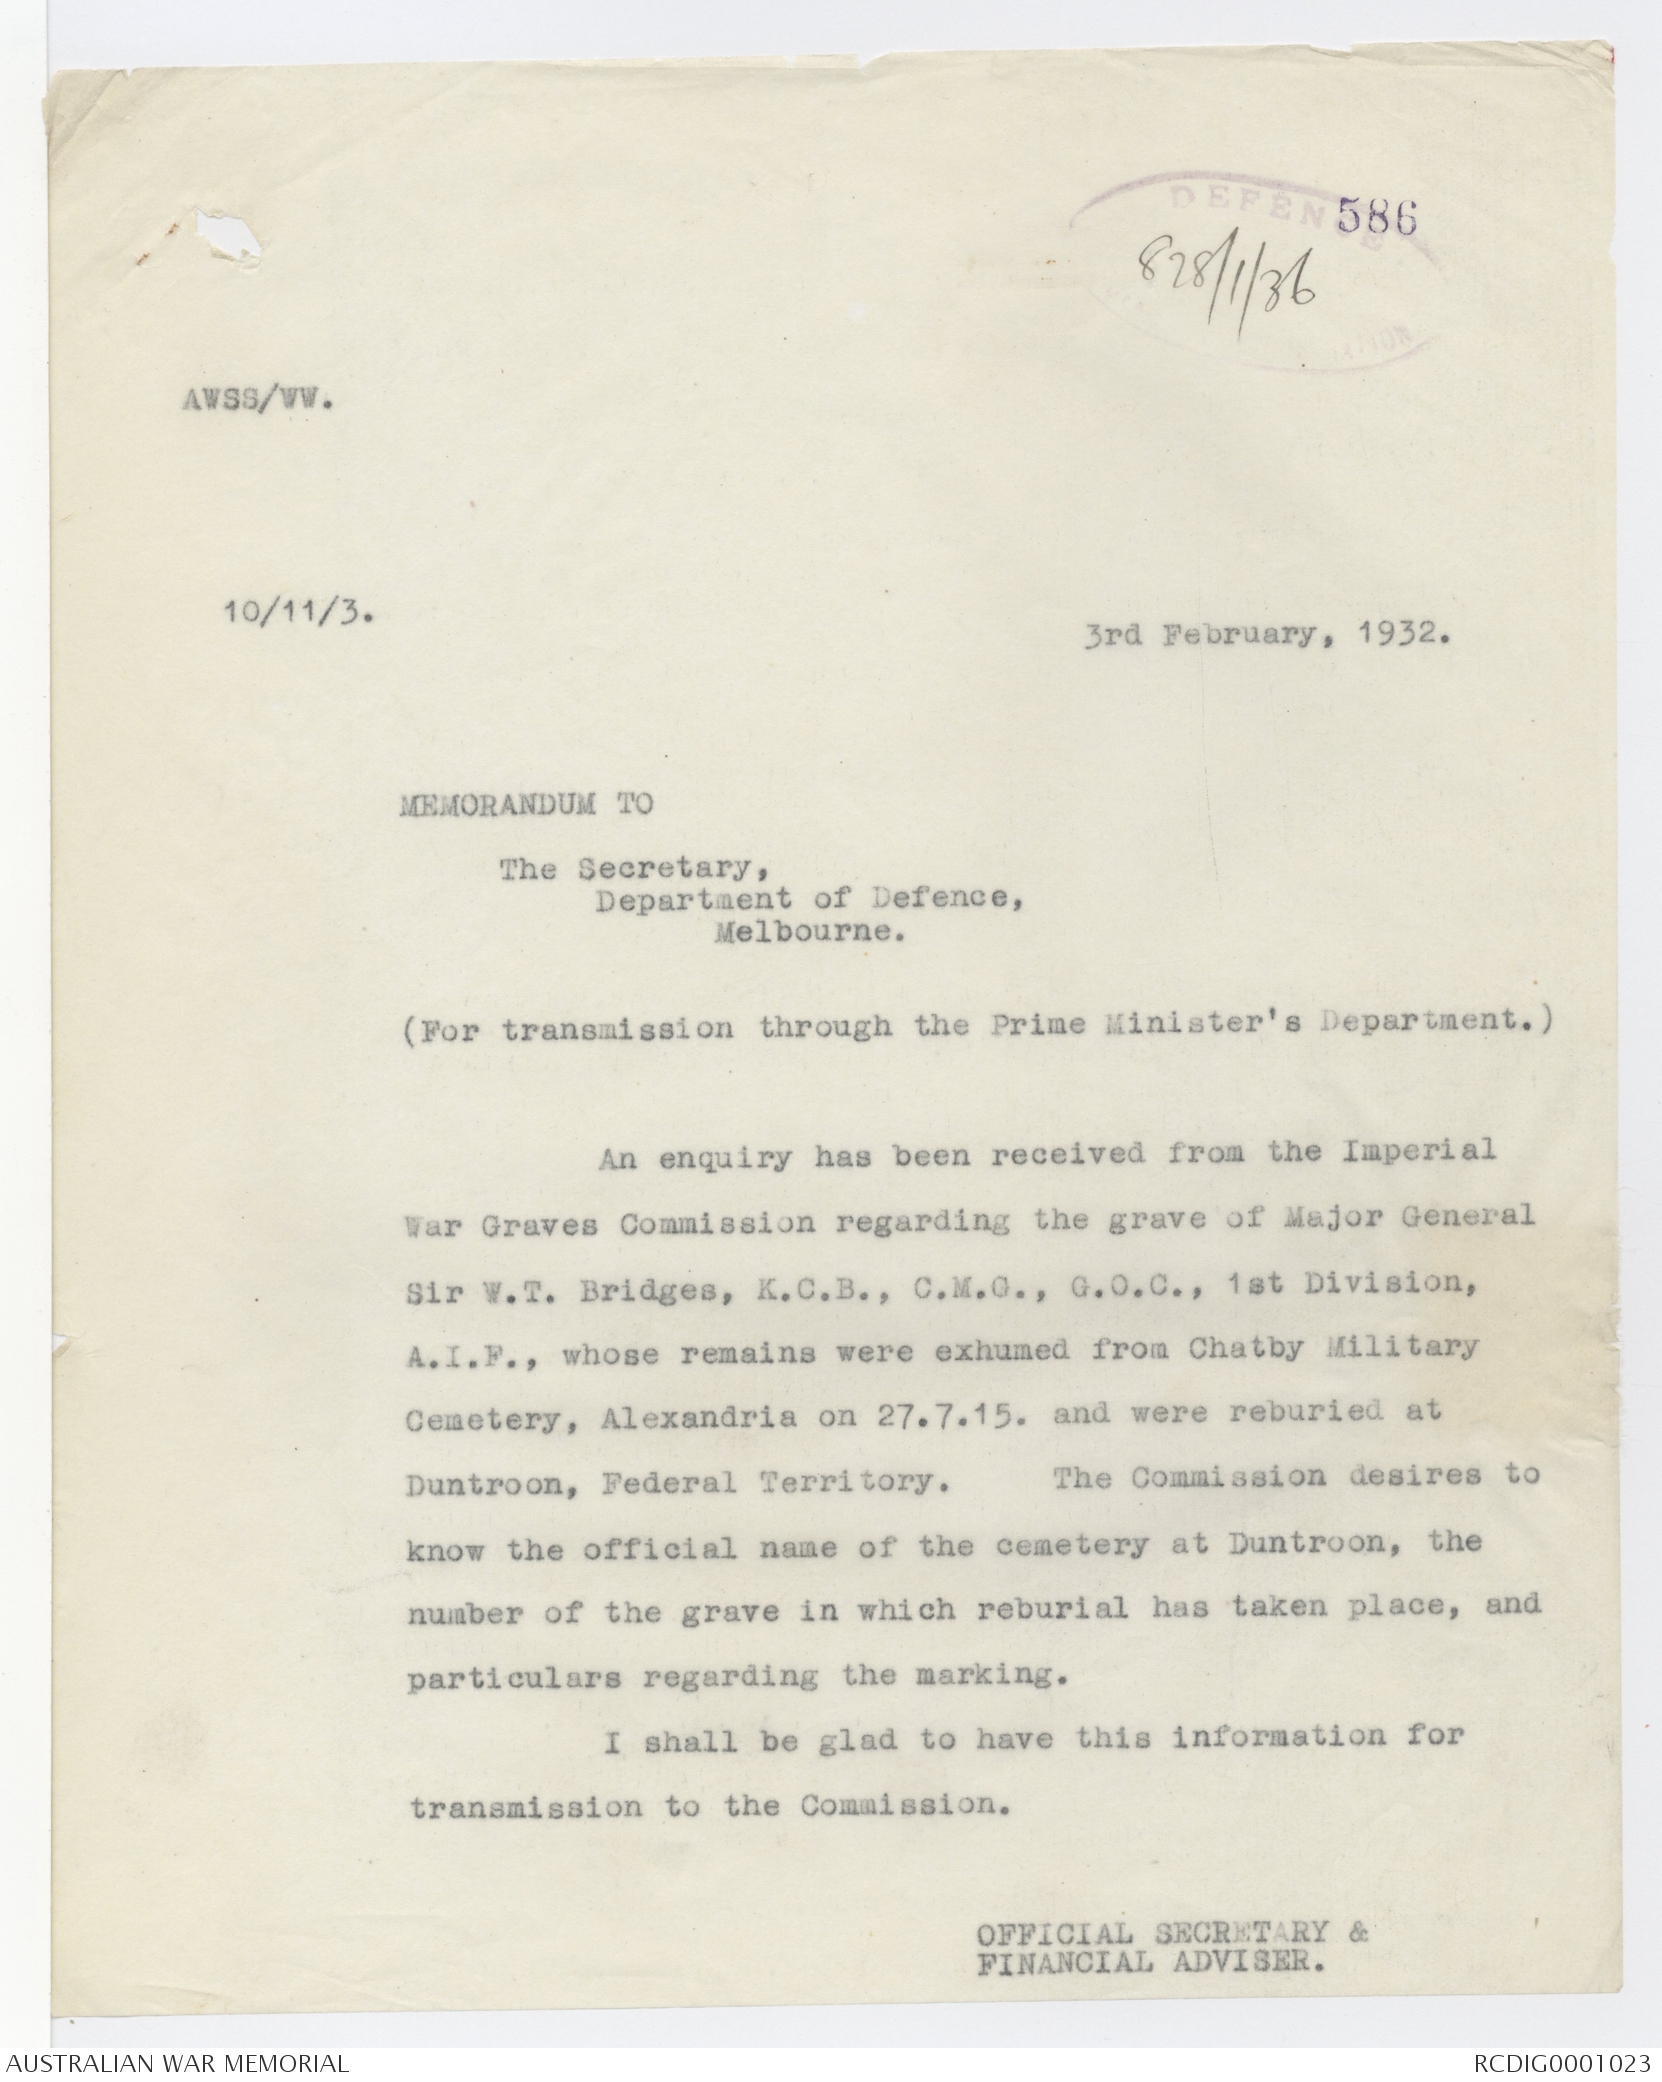 DEFENCE
586
828/1/36
AWSS/WW.
10/11/3.
3rd February, 1932.
MEMORANDUM TO
The Secretary,
Department of Defence,
Melbourne.
(For transmission through the Prime Minister's Department.)
An enquiry has been received from the Imperial
War Graves Commission regarding the grave of Major General
Sir W.T. Bridges, K.C.B., C.M.G., G.O.C., 1st Division,
A.I.F., whose remains were exhumed from Chatby Military
Cemetery, Alexandria on 27.7.15. and were reburied at
Duntroon, Federal Territory. The Commission desires to
know the official name of the cemetery at Duntroon, the
number of the grave in which reburial has taken place, and
particulars regarding the marking.
I shall be glad to have this information for
transmission to the Commission.
OFFICIAL SECRETARY &
FINANCIAL ADVISER.
AUSTRALIAN WAR MEMORIAL
RCDIG0001023